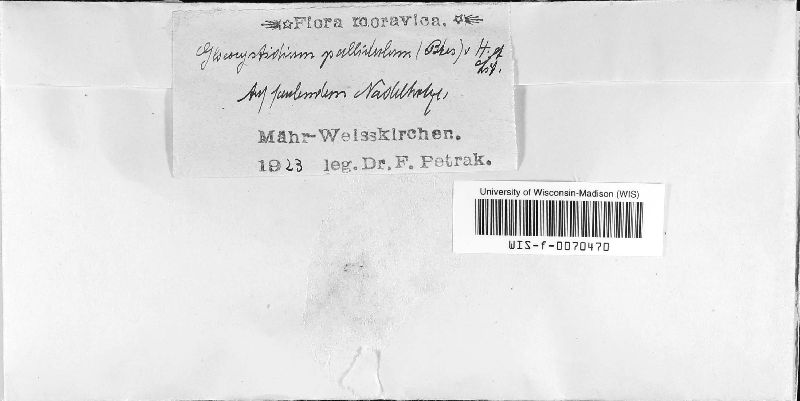 Flora moravica.
Gloeocystidium pallidulum (Bres) v H. et
Lit.
Auf faulendem Nadelholze,
Mähr-Weisskirchen.
1923 leg. Dr. F. Petrak.
University of Wisconsin-Madison (WIS)
WIS-f-0070470